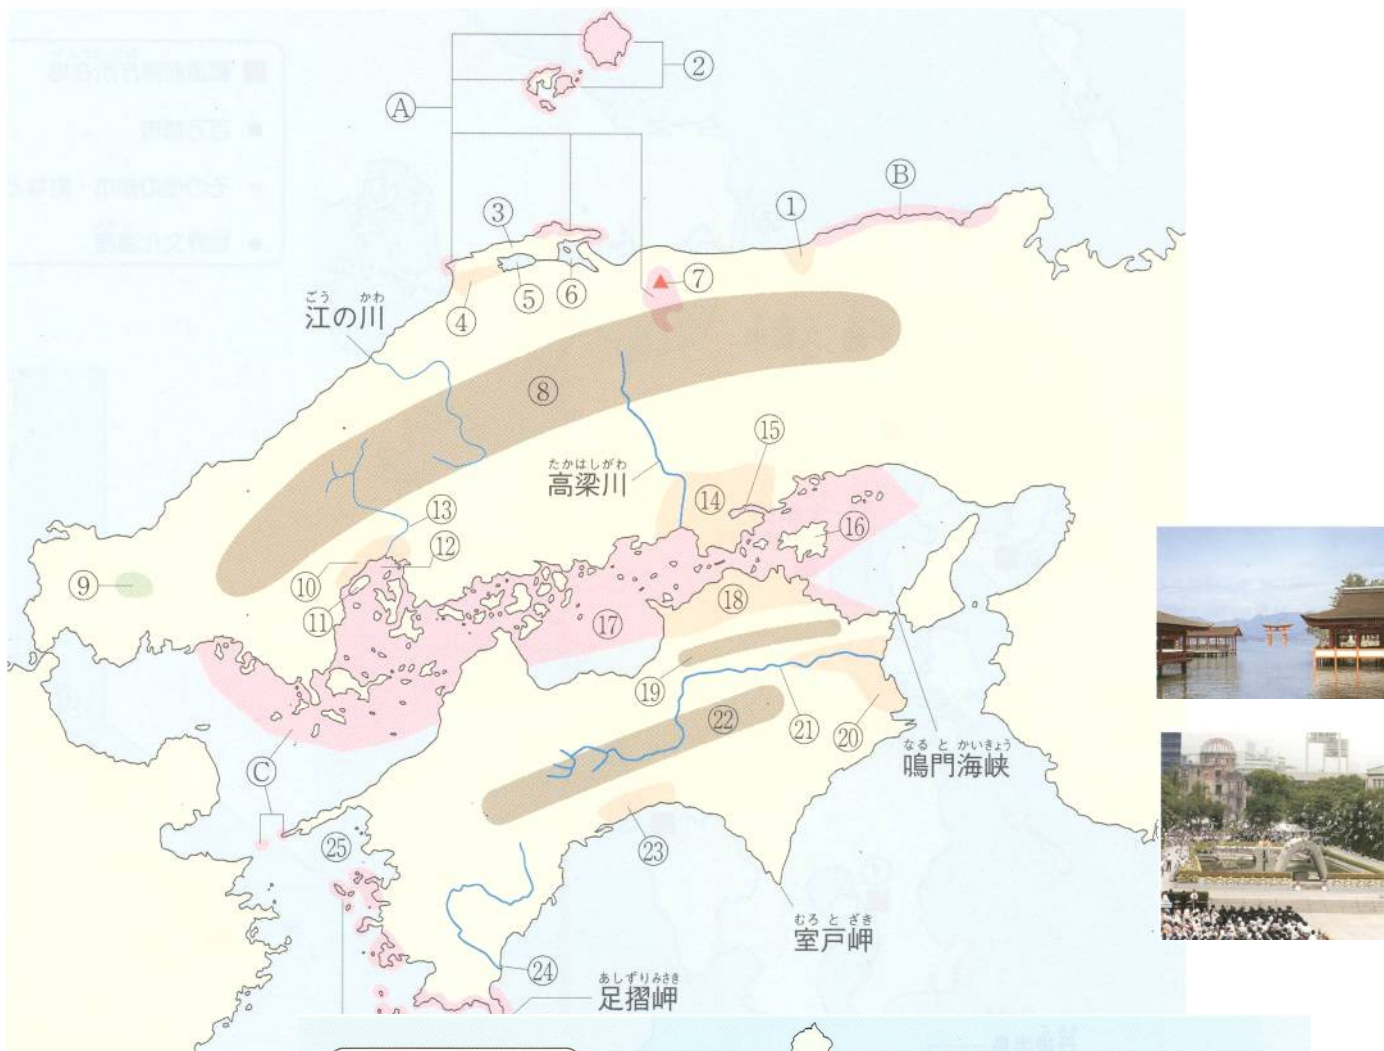 ②
Ⓐ
Ⓑ
①
③
⑤
⑥
⑦
④
ごう かわ
江の川
⑧
⑮
たかはしがわ
高梁川
⑭
⑬
⑯
⑫
⑩
⑨
⑪
⑰
⑱
⑲
㉒
㉑
⑳
なると かいきょう
鳴門海峡
Ⓒ
㉕
㉓
むろと ざき
室戸岬
㉔
あしずりみさき
足摺岬